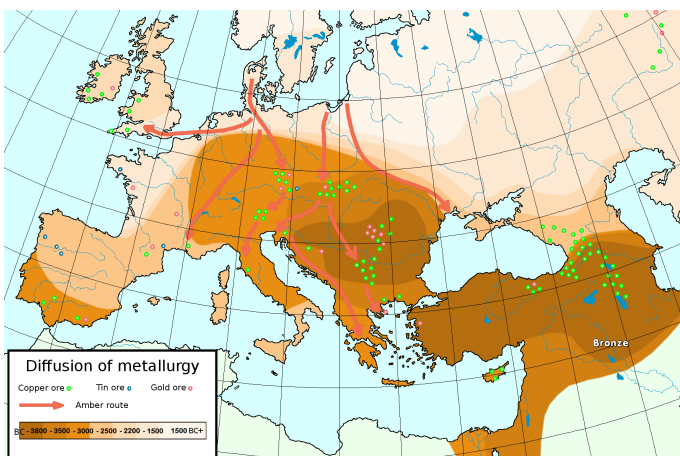 Bronze
Diffusion of metallurgy
Copper ore Tin ore Gold ore
Amber route
BC - 3800 - 3500 - 3000 - 2500 - 2200 - 1500 1500 BC+